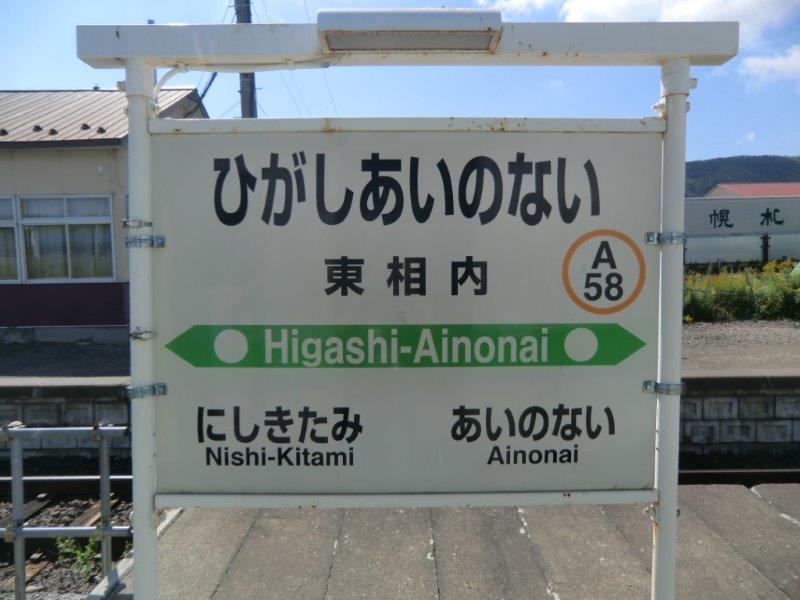 ひがしあいのない
東相内
A
58
Higashi-Ainonai
にしきたみ
Nishi-Kitami
あいのない
Ainonai
幌 札